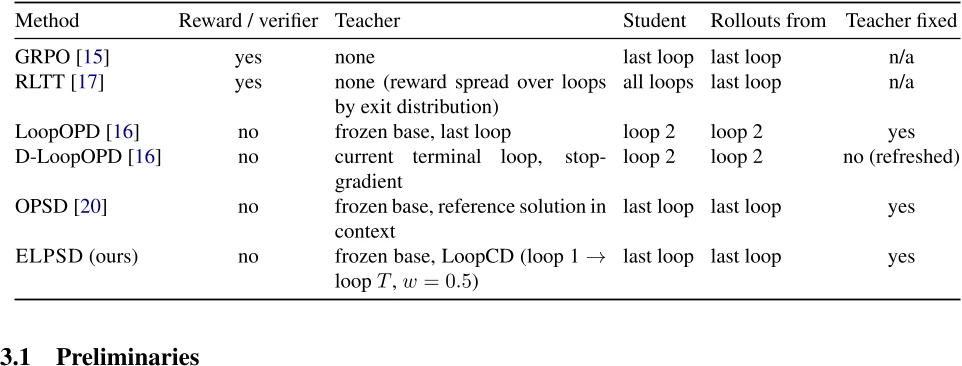 Method Reward / verifier Teacher Student Rollouts from Teacher fixed
GRPO [15] yes none last loop last loop n/a
RLTT [17] yes none (reward spread over loops all loops last loop n/a
by exit distribution)
LoopOPD [16] no frozen base, last loop loop 2 loop 2 yes
D-LoopOPD [16] no current terminal loop, stop- loop 2 loop 2 no (refreshed)
gradient
OPSD [20] no frozen base, reference solution in last loop last loop yes
context
ELPSD (ours) no frozen base, LoopCD (loop 1 → last loop last loop yes
loop T, w = 0.5)
3.1 Preliminaries